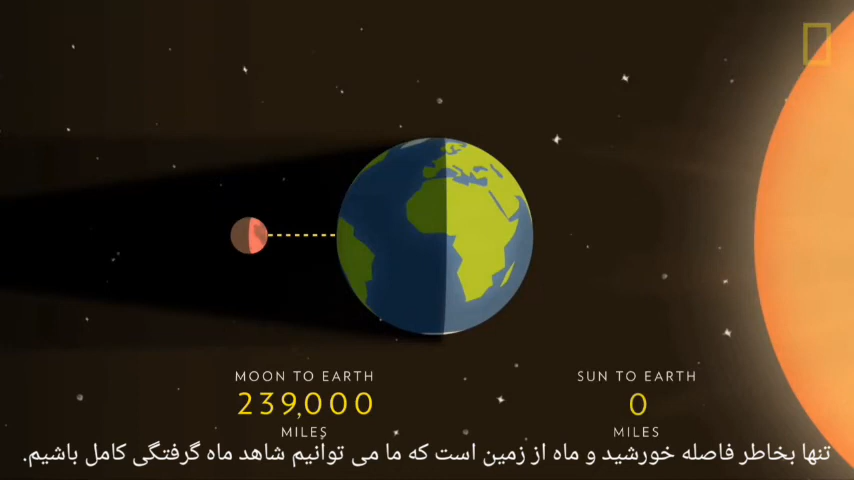 MOON TO EARTH
239,000
MILES
SUN TO EARTH
0
MILES
تنها بخاطر فاصله خورشید و ماه از زمین است که ما می توانیم شاهد ماه گرفتگی کامل باشیم.